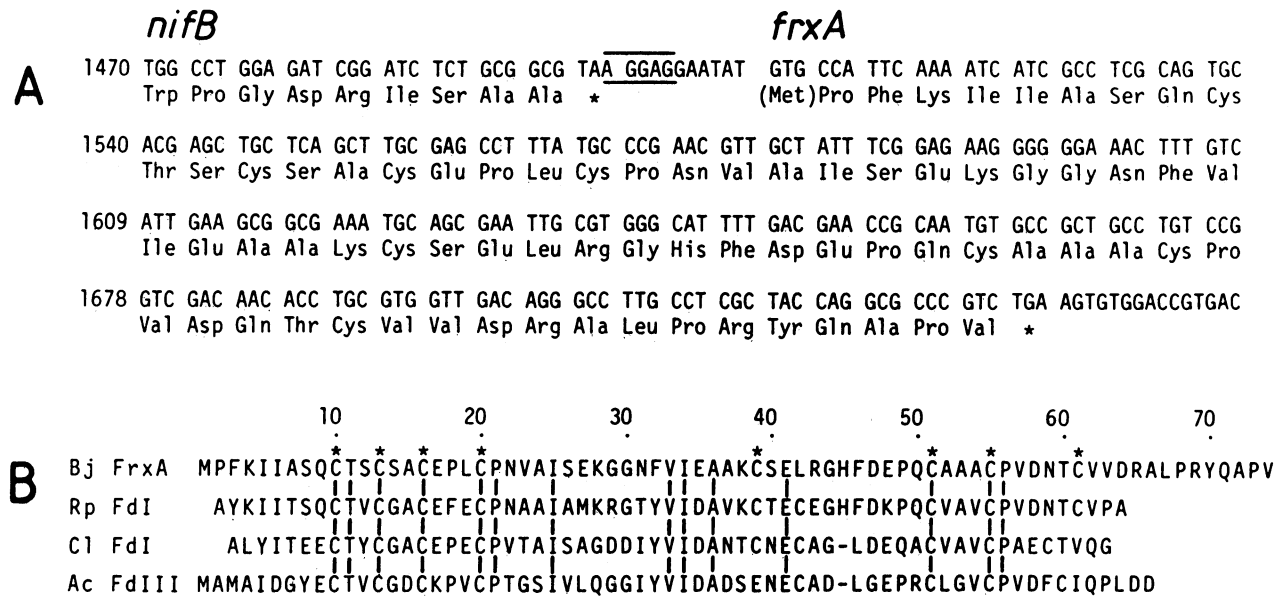 nifB frxA
A
1470 TGG CCT GGA GAT CGG ATC TCT GCG GCG TAA GGAGGAATAT GTG CCA TTC AAA ATC ATC GCC TCG CAG TGC
Trp Pro Gly Asp Arg Ile Ser Ala Ala * (Met)Pro Phe Lys Ile Ile Ala Ser Gln Cys
1540 ACG AGC TGC TCA GCT TGC GAG CCT TTA TGC CCG AAC GTT GCT ATT TCG GAG AAG GGG GGA AAC TTT GTC
Thr Ser Cys Ser Ala Cys Glu Pro Leu Cys Pro Asn Val Ala Ile Ser Glu Lys Gly Gly Asn Phe Val
1609 ATT GAA GCG GCG AAA TGC AGC GAA TTG CGT GGG CAT TTT GAC GAA CCG CAA TGT GCC GCT GCC TGT CCG
Ile Glu Ala Ala Lys Cys Ser Glu Leu Arg Gly His Phe Asp Glu Pro Gln Cys Ala Ala Ala Cys Pro
1678 GTC GAC AAC ACC TGC GTG GTT GAC AGG GCC TTG CCT CGC TAC CAG GCG CCC GTC TGA AGTGTGGACCGTGAC
Val Asp Gln Thr Cys Val Val Asp Arg Ala Leu Pro Arg Tyr Gln Ala Pro Val *
B
10 20 30 40 50 60 70
* * * * * * * *
Bj FrxA MPFKIIASQCTSCSACEPLCPNVAISEKGGNFVIEAAKCSELRGHFDEPQCAAACPVDNTCVVDRALPRYQAPV
Rp FdI AYKIITSQCTVCGACEFECPNAAIAMKRGTYVIDAVKCTECEGHFDKPQCVAVCPVDNTCVPA
Cl FdI ALYITEECTYCGACEPECPVTAISAGDDIYVIDANTCNECAG-LDEQACVAVCPAECTVQG
Ac FdIII MAMAIDGYECTVCGDCKPVCPTGSIVLQGGIYVIDADSENECAD-LGEPRCLGVCPVDFCIQPLDD